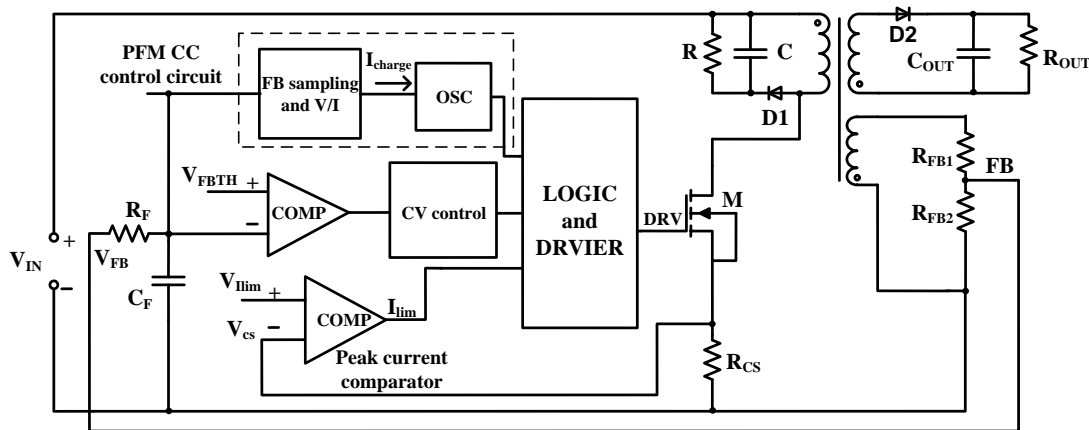 PFM CC
control circuit
FB sampling
and V/I
I_charge
OSC
R
C
D1
D2
C_OUT
R_OUT
R_FB1
FB
R_FB2
V_FBTH
+
−
COMP
CV control
LOGIC
and
DRVIER
DRV
M
R_F
V_FB
C_F
+
V_IN
−
V_Ilim
+
V_cs
−
COMP
I_lim
Peak current
comparator
R_CS